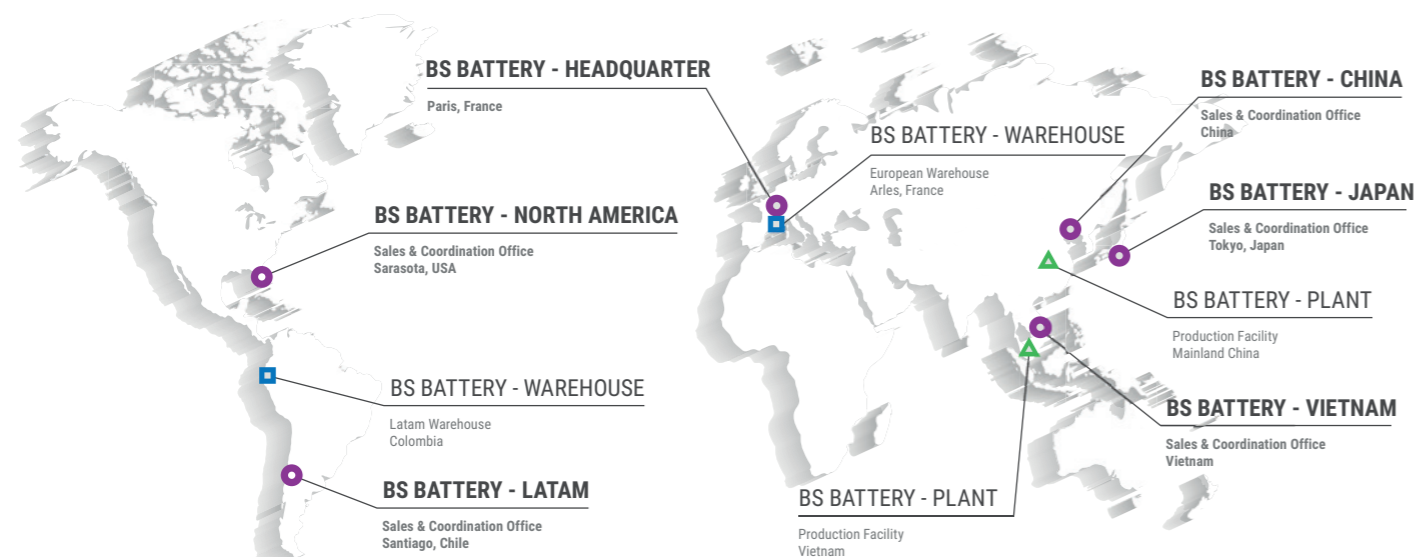 BS BATTERY - HEADQUARTER
Paris, France
BS BATTERY - WAREHOUSE
European Warehouse
Arles, France
BS BATTERY - CHINA
Sales & Coordination Office
China
BS BATTERY - JAPAN
Sales & Coordination Office
Tokyo, Japan
BS BATTERY - NORTH AMERICA
Sales & Coordination Office
Sarasota, USA
BS BATTERY - PLANT
Production Facility
Mainland China
BS BATTERY - WAREHOUSE
Latam Warehouse
Colombia
BS BATTERY - VIETNAM
Sales & Coordination Office
Vietnam
BS BATTERY - LATAM
Sales & Coordination Office
Santiago, Chile
BS BATTERY - PLANT
Production Facility
Vietnam